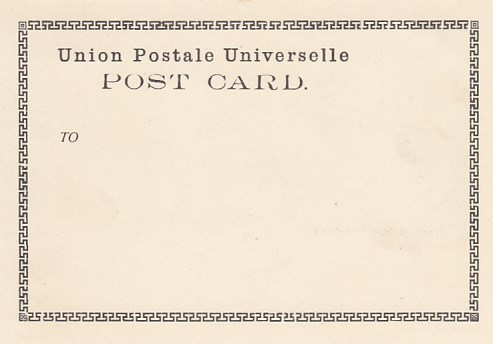 Union Postale Universelle
POST CARD.
TO